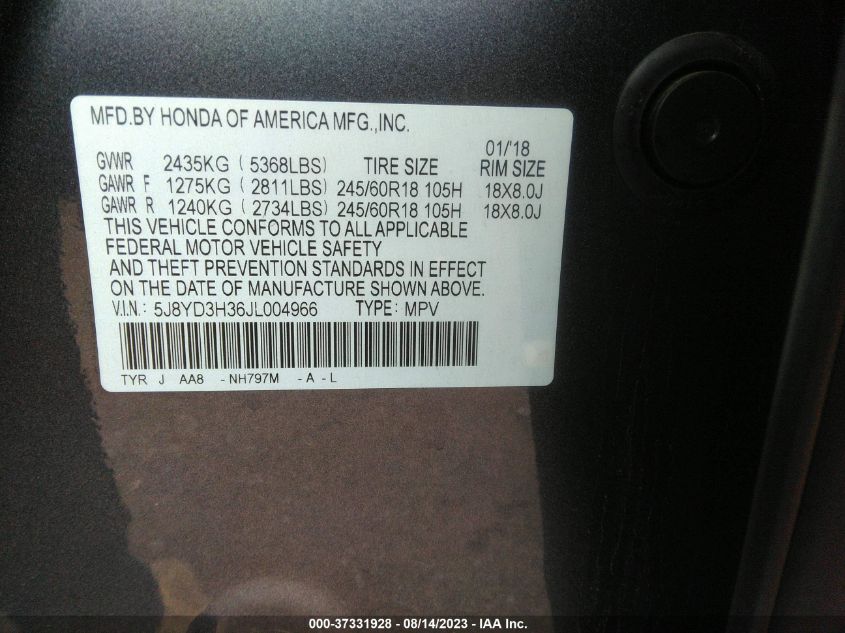 MFD.BY HONDA OF AMERICA MFG.,INC.
01/'18
GVWR 2435KG ( 5368LBS) TIRE SIZE RIM SIZE
GAWR F 1275KG ( 2811LBS) 245/60R18 105H 18X8.0J
GAWR R 1240KG ( 2734LBS) 245/60R18 105H 18X8.0J
THIS VEHICLE CONFORMS TO ALL APPLICABLE
FEDERAL MOTOR VEHICLE SAFETY
AND THEFT PREVENTION STANDARDS IN EFFECT
ON THE DATE OF MANUFACTURE SHOWN ABOVE.
V.I.N.: 5J8YD3H36JL004966 TYPE: MPV
TYR J AA8 - NH797M - A - L
000-37331928 - 08/14/2023 - IAA Inc.